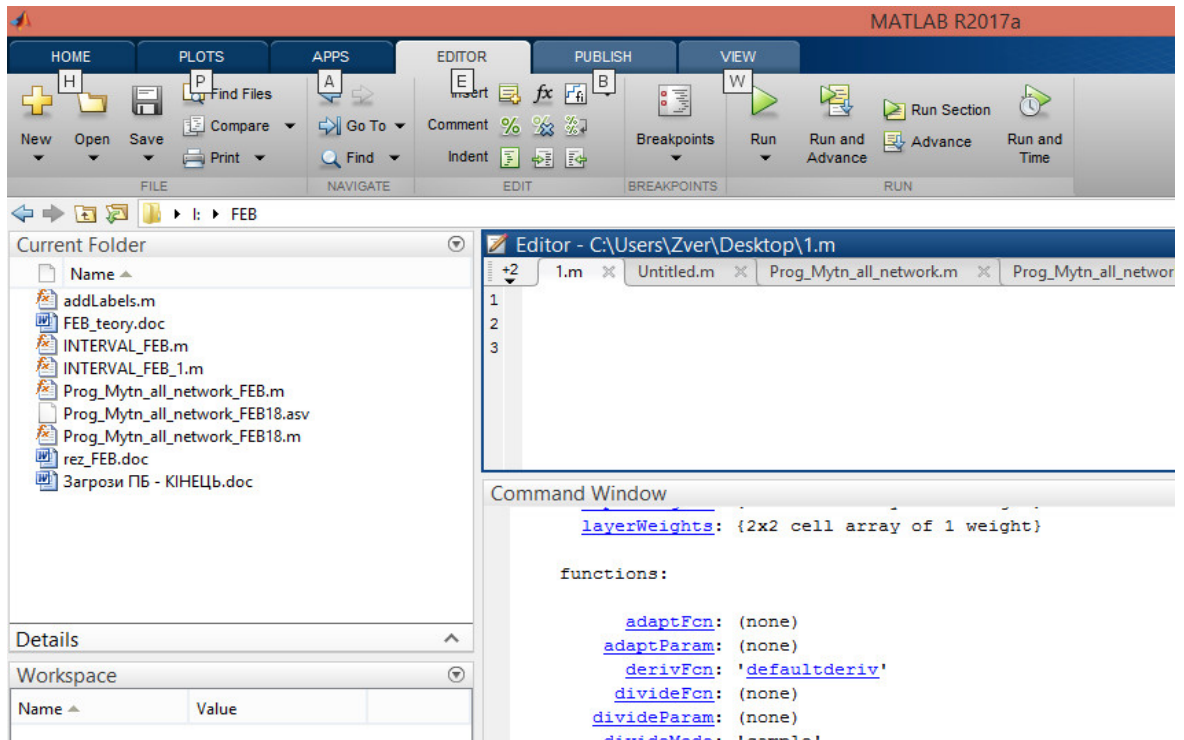 MATLAB R2017a
HOME PLOTS APPS EDITOR PUBLISH VIEW
H P A E B W
Find Files Insert fx fi
New Open Save Compare Go To Comment Breakpoints Run Run and Advance Run Section Advance Run and Time
Print Find Indent
FILE NAVIGATE EDIT BREAKPOINTS RUN
I: FEB
Current Folder
Name
addLabels.m
FEB_teory.doc
INTERVAL_FEB.m
INTERVAL_FEB_1.m
Prog_Mytn_all_network_FEB.m
Prog_Mytn_all_network_FEB18.asv
Prog_Mytn_all_network_FEB18.m
rez_FEB.doc
Загрози ПБ - КІНЕЦЬ.doc
Details
Workspace
Name Value
Editor - C:\Users\Zver\Desktop\1.m
+2 1.m Untitled.m Prog_Mytn_all_network.m Prog_Mytn_all_networ
1
2
3
Command Window
layerWeights: {2x2 cell array of 1 weight}
functions:
adaptFcn: (none)
adaptParam: (none)
derivFcn: 'defaultderiv'
divideFcn: (none)
divideParam: (none)